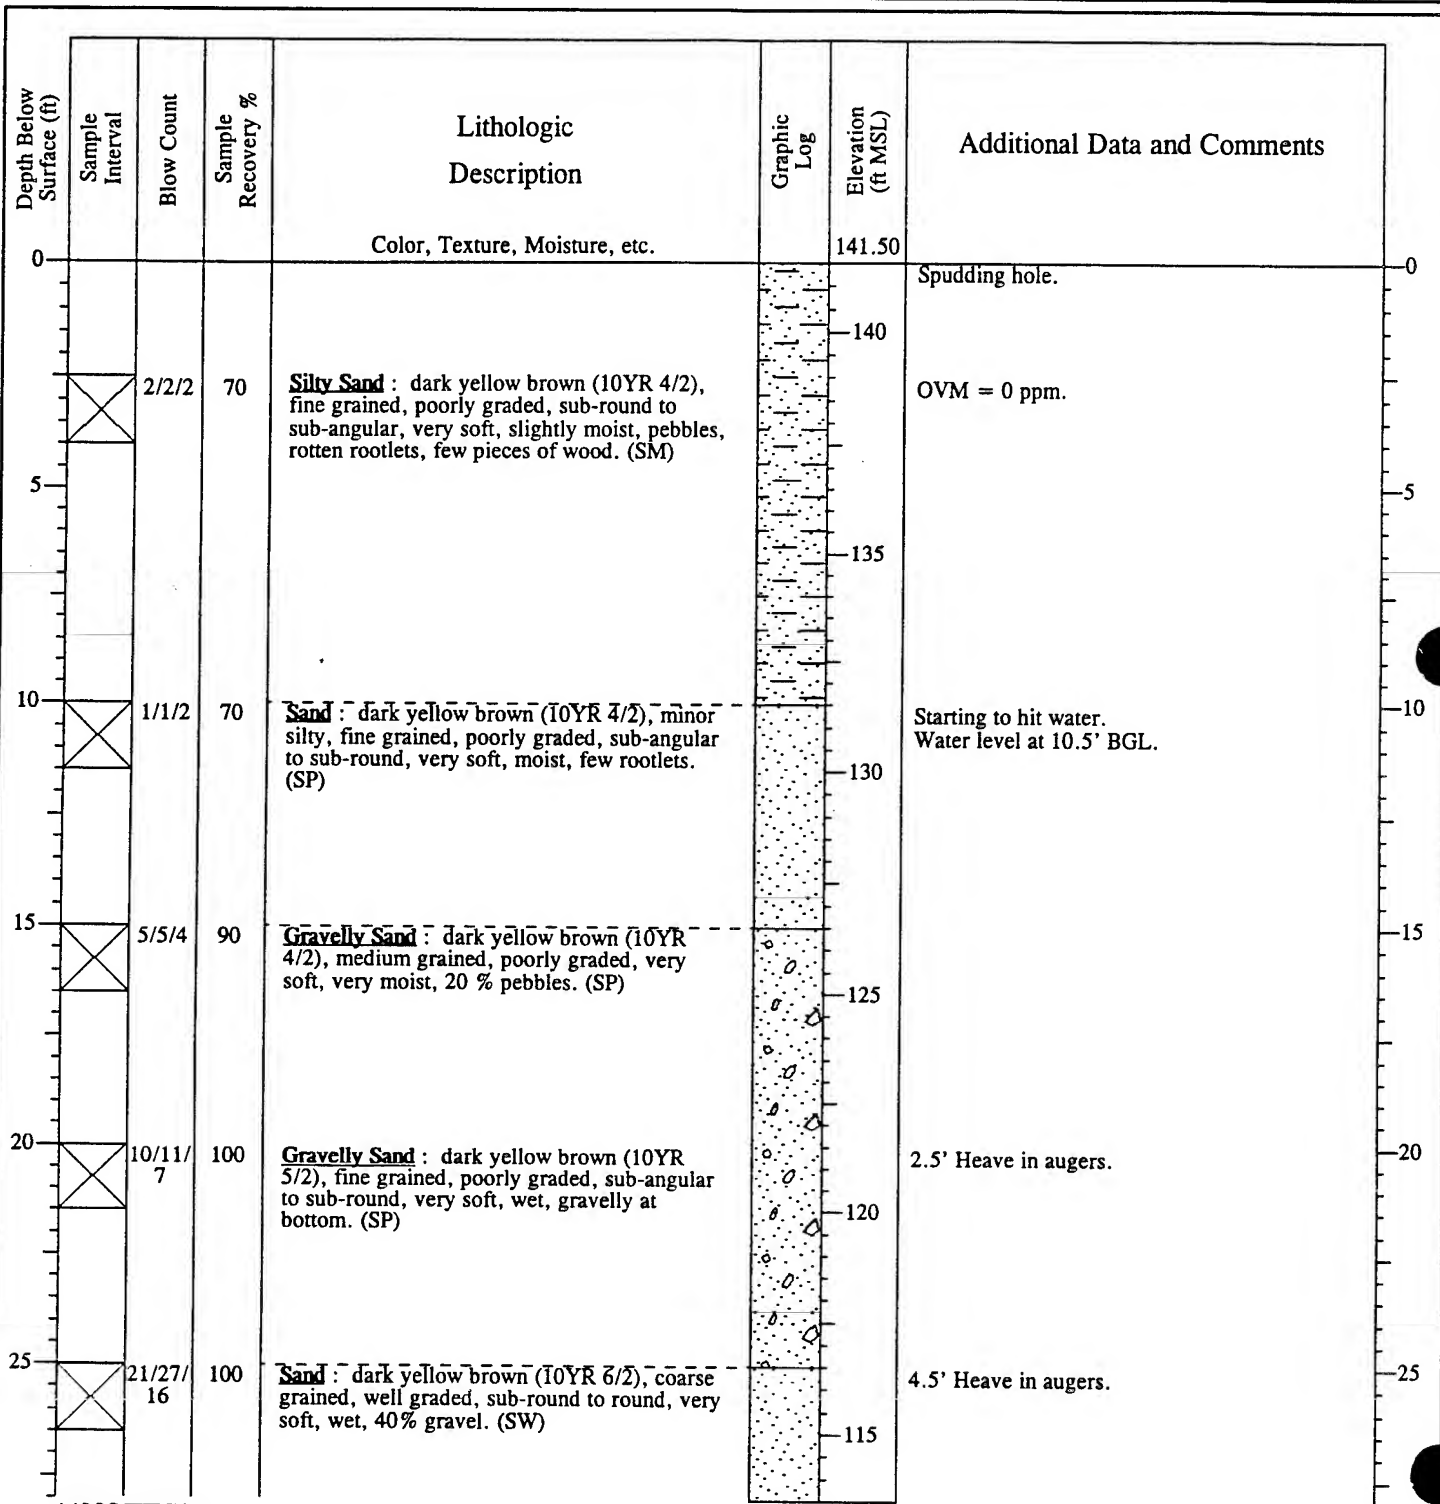 Depth Below
Surface (ft)
Sample
Interval
Blow Count
Sample
Recovery %
Lithologic
Description
Color, Texture, Moisture, etc.
Graphic
Log
Elevation
(ft MSL)
Additional Data and Comments
141.50
0
0
Spudding hole.
140
2/2/2
70
Silty Sand : dark yellow brown (10YR 4/2),
fine grained, poorly graded, sub-round to
sub-angular, very soft, slightly moist, pebbles,
rotten rootlets, few pieces of wood. (SM)
OVM = 0 ppm.
5
5
135
10
1/1/2
70
Sand : dark yellow brown (10YR 4/2), minor
silty, fine grained, poorly graded, sub-angular
to sub-round, very soft, moist, few rootlets.
(SP)
Starting to hit water.
Water level at 10.5' BGL.
10
130
15
5/5/4
90
Gravelly Sand : dark yellow brown (10YR
4/2), medium grained, poorly graded, very
soft, very moist, 20 % pebbles. (SP)
15
125
20
10/11/
7
100
Gravelly Sand : dark yellow brown (10YR
5/2), fine grained, poorly graded, sub-angular
to sub-round, very soft, wet, gravelly at
bottom. (SP)
2.5' Heave in augers.
20
120
25
21/27/
16
100
Sand : dark yellow brown (10YR 6/2), coarse
grained, well graded, sub-round to round, very
soft, wet, 40% gravel. (SW)
4.5' Heave in augers.
25
115